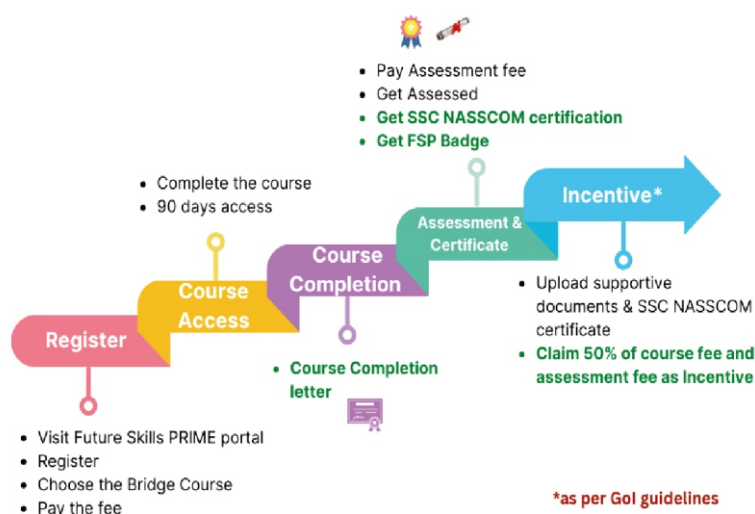 • Pay Assessment fee
• Get Assessed
• Get SSC NASSCOM certification
• Get FSP Badge
• Complete the course
• 90 days access
Incentive*
Assessment &
Certificate
Course
Completion
Course
Access
Register
• Upload supportive
documents & SSC NASSCOM
certificate
• Claim 50% of course fee and
assessment fee as Incentive
• Course Completion
letter
• Visit Future Skills PRIME portal
• Register
• Choose the Bridge Course
• Pay the fee
*as per GoI guidelines